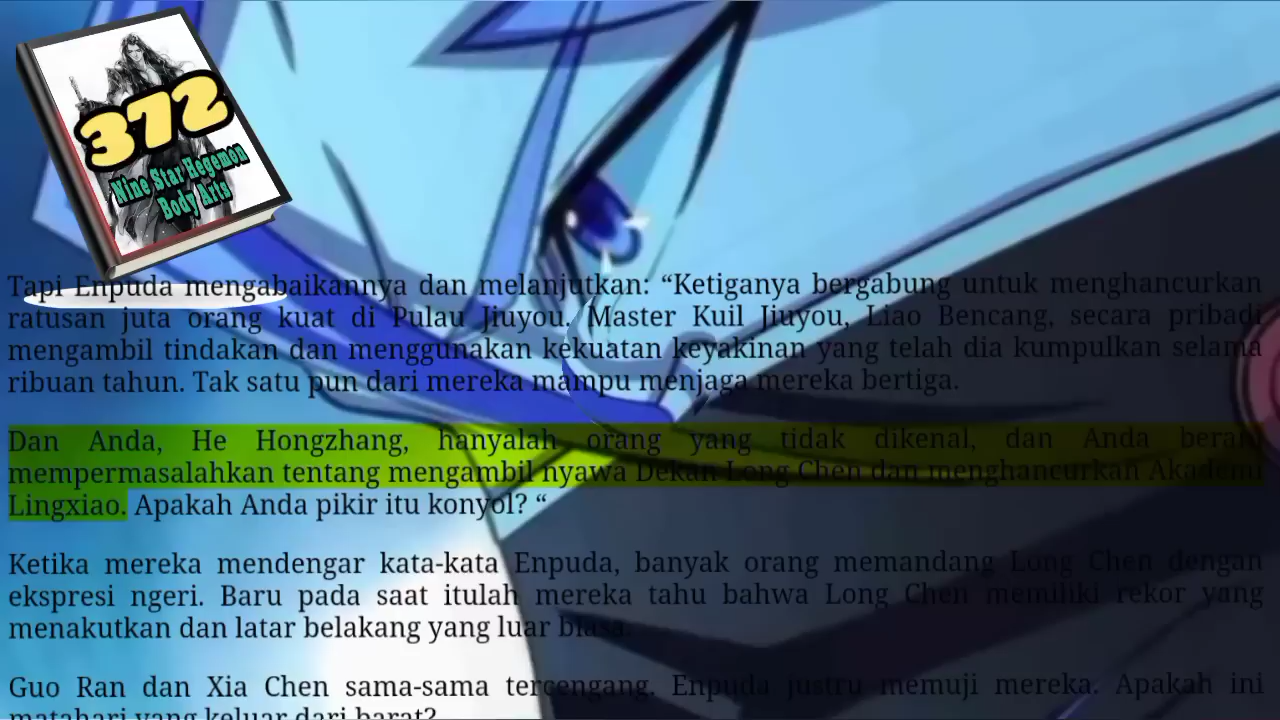 372
Nine Star Hegemon
Body Arts
Tapi Enpuda mengabaikannya dan melanjutkan: “Ketiganya bergabung untuk menghancurkan
ratusan juta orang kuat di Pulau Jiuyou. Master Kuil Jiuyou, Liao Bencang, secara pribadi
mengambil tindakan dan menggunakan kekuatan keyakinan yang telah dia kumpulkan selama
ribuan tahun. Tak satu pun dari mereka mampu menjaga mereka bertiga.
Dan Anda, He Hongzhang, hanyalah orang yang tidak dikenal, dan Anda berani
mempermasalahkan tentang mengambil nyawa Dekan Long Chen dan menghancurkan Akademi
Lingxiao. Apakah Anda pikir itu konyol? “
Ketika mereka mendengar kata-kata Enpuda, banyak orang memandang Long Chen dengan
ekspresi ngeri. Baru pada saat itulah mereka tahu bahwa Long Chen memiliki rekor yang
menakutkan dan latar belakang yang luar biasa.
Guo Ran dan Xia Chen sama-sama tercengang. Enpuda justru memuji mereka. Apakah ini
matahari yang keluar dari barat?